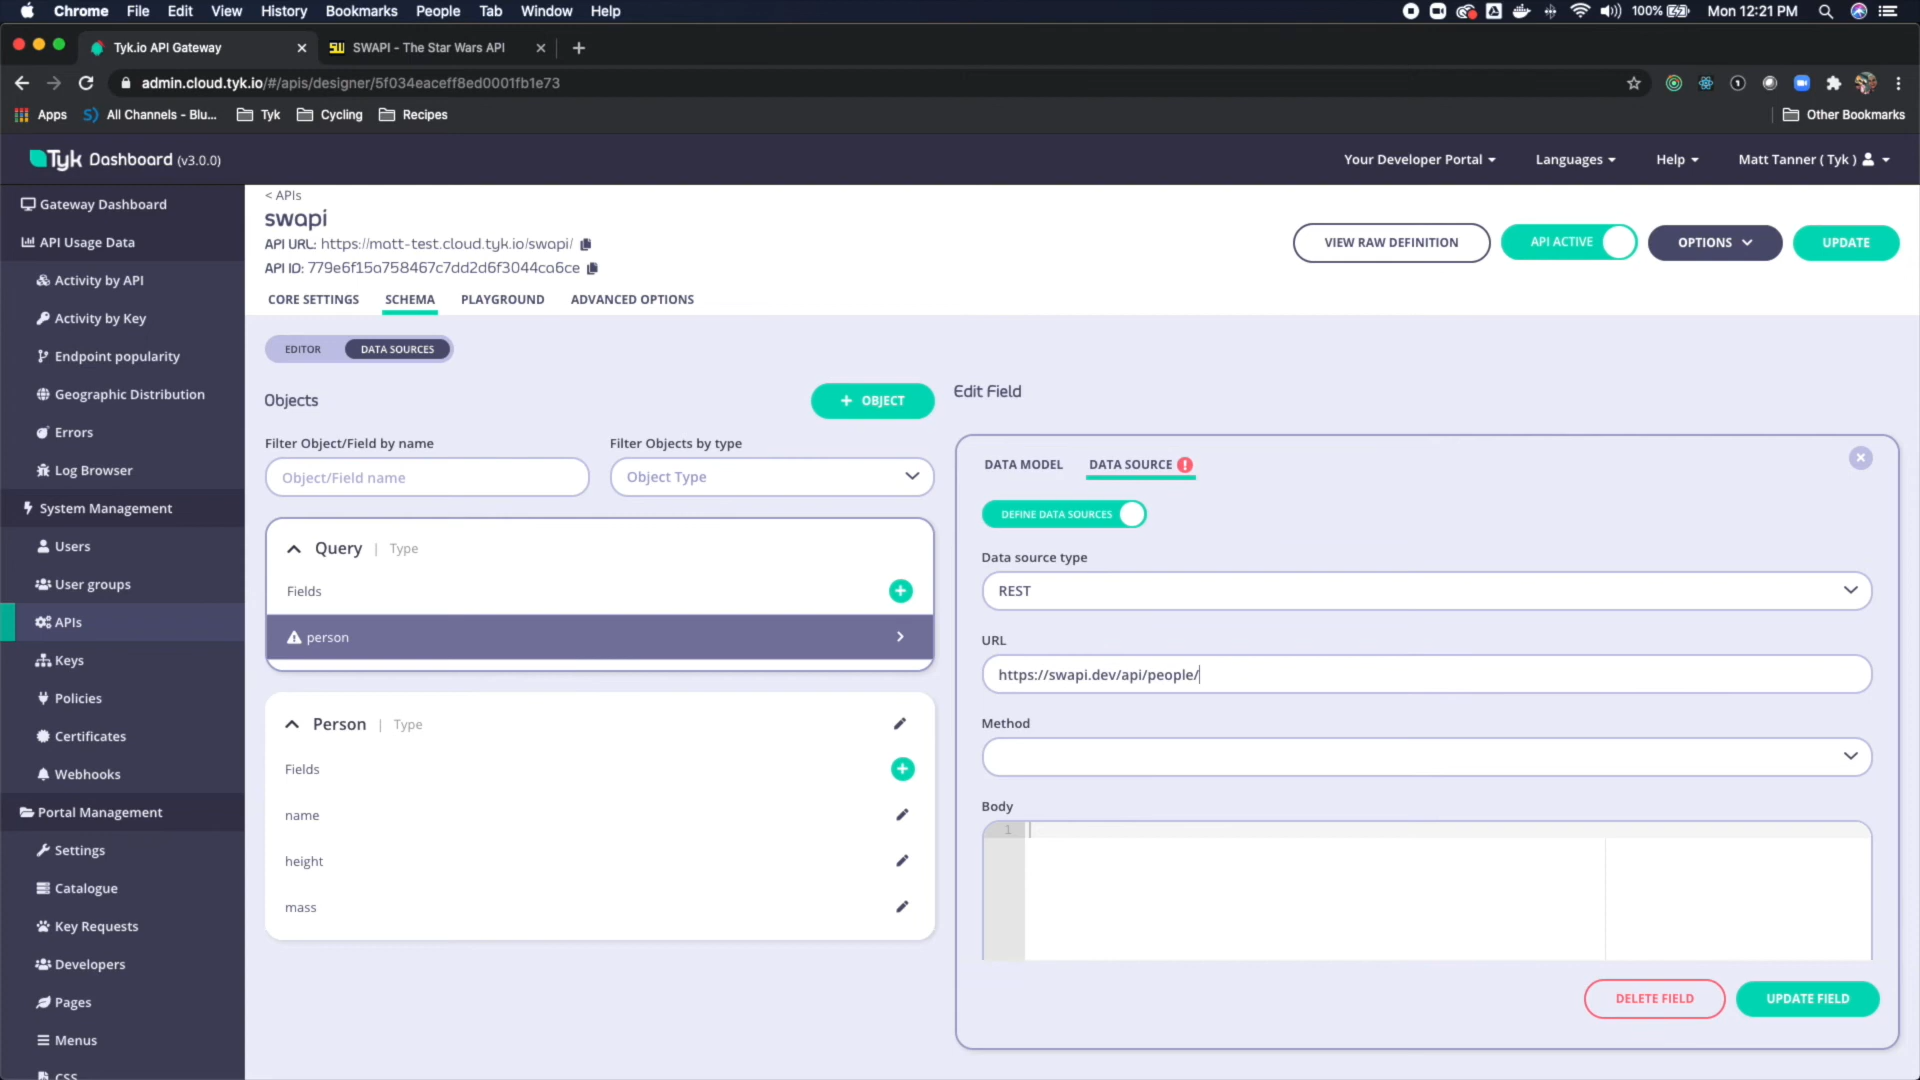 Chrome File Edit View History Bookmarks People Tab Window Help 100% Mon 12:21 PM
Tyk.io API Gateway SWAPI - The Star Wars API
admin.cloud.tyk.io/#/apis/designer/5f034eaceff8ed0001fb1e73
Apps All Channels - Blu... Tyk Cycling Recipes Other Bookmarks
Tyk Dashboard (v3.0.0) Your Developer Portal Languages Help Matt Tanner ( Tyk )
Gateway Dashboard
API Usage Data
Activity by API
Activity by Key
Endpoint popularity
Geographic Distribution
Errors
Log Browser
System Management
Users
User groups
APIs
Keys
Policies
Certificates
Webhooks
Portal Management
Settings
Catalogue
Key Requests
Developers
Pages
Menus
CSS
< APIs
swapi
API URL: https://matt-test.cloud.tyk.io/swapi/
API ID: 779e6f15a758467c7dd2d6f3044ca6ce
VIEW RAW DEFINITION API ACTIVE OPTIONS UPDATE
CORE SETTINGS SCHEMA PLAYGROUND ADVANCED OPTIONS
EDITOR DATA SOURCES
Objects + OBJECT
Filter Object/Field by name Filter Objects by type
Object/Field name Object Type
Query | Type
Fields
person
Person | Type
Fields
name
height
mass
Edit Field
DATA MODEL DATA SOURCE
DEFINE DATA SOURCES
Data source type
REST
URL
https://swapi.dev/api/people/
Method
Body
1
DELETE FIELD UPDATE FIELD